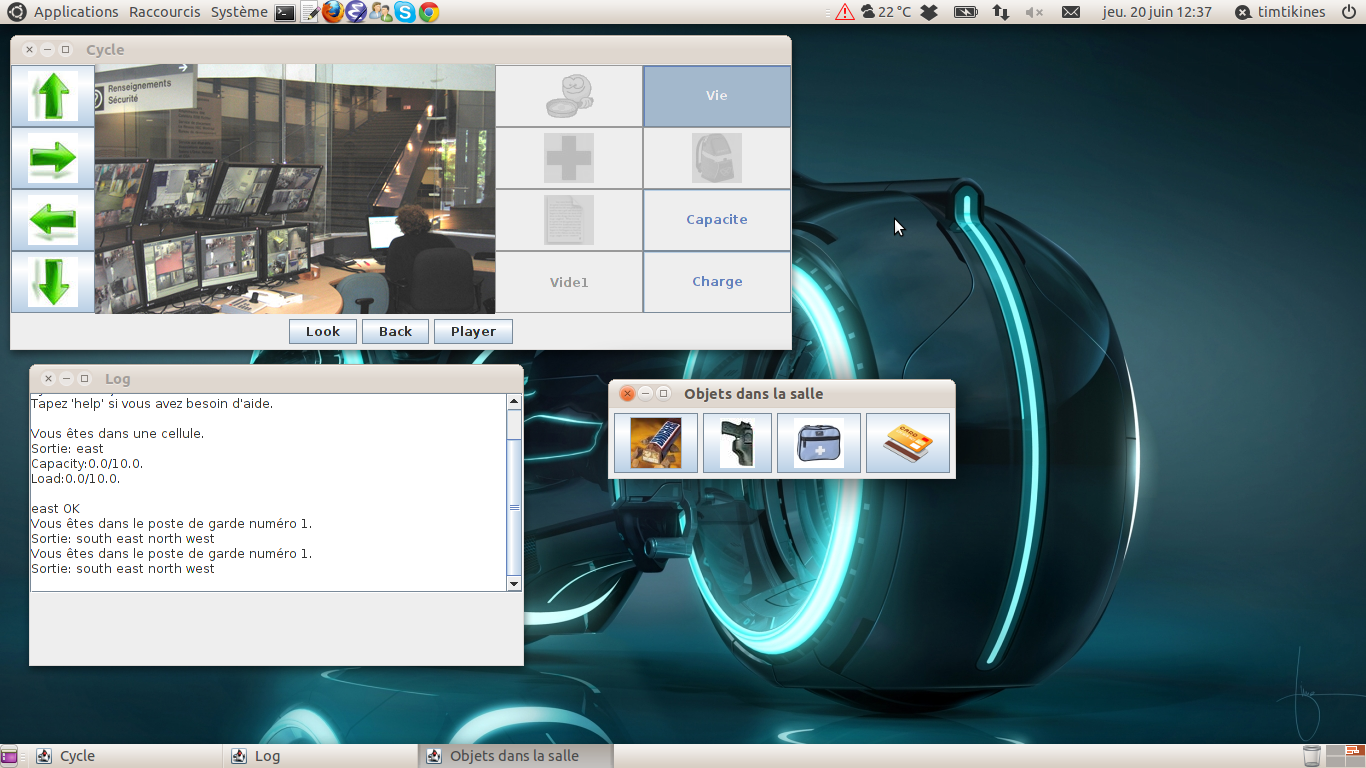 Applications Raccourcis Système
22 °C
jeu. 20 juin 12:37
timtikines
Cycle
Renseignements
Sécurité
Vie
Capacite
Vide1
Charge
Look Back Player
Log
Tapez 'help' si vous avez besoin d'aide.
Vous êtes dans une cellule.
Sortie: east
Capacity:0.0/10.0.
Load:0.0/10.0.
east OK
Vous êtes dans le poste de garde numéro 1.
Sortie: south east north west
Vous êtes dans le poste de garde numéro 1.
Sortie: south east north west
Objets dans la salle
Cycle
Log
Objets dans la salle